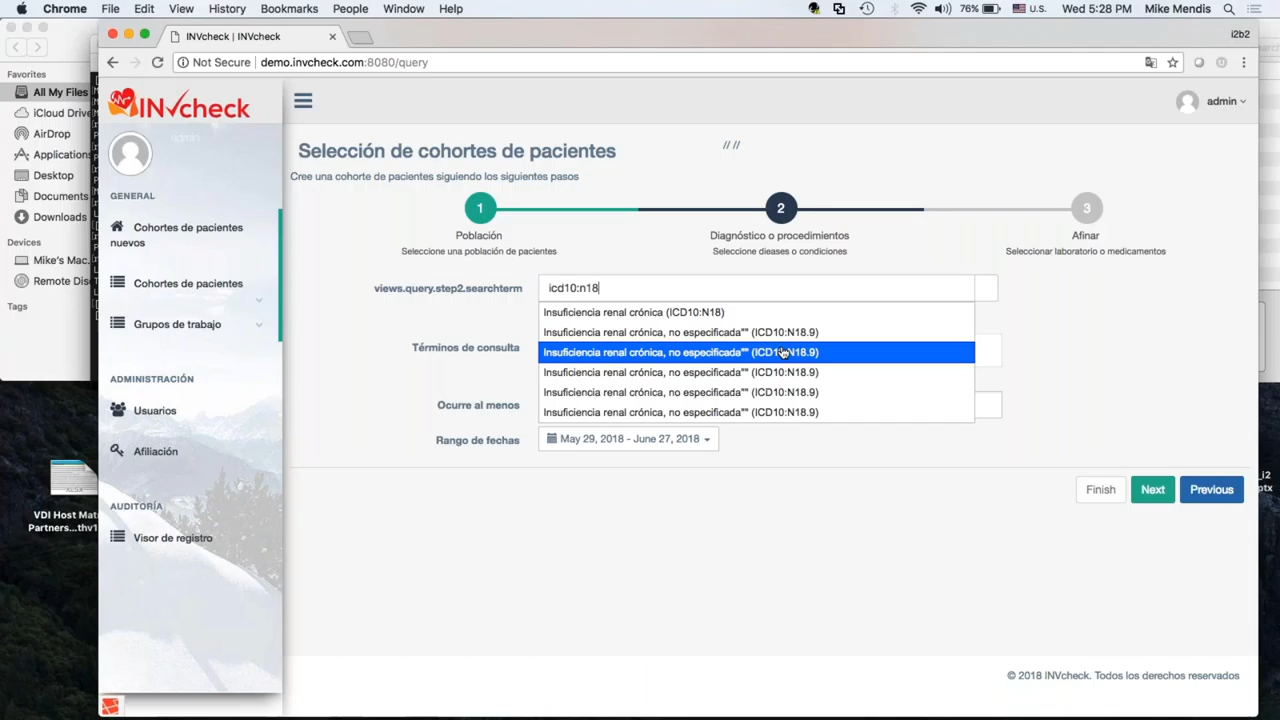 Chrome File Edit View History Bookmarks People Window Help 76% U.S. Wed 5:28 PM Mike Mendis
INVcheck | INVcheck
i2b2
Not Secure demo.invcheck.com:8080/query
Favorites
All My Files
iCloud Drive
AirDrop
Application
Desktop
Documents
Downloads
Devices
Mike's Mac.
Remote Dis
Tags
VDI Host Mat
Partners...thv1
INVcheck
admin
GENERAL
Cohortes de pacientes
nuevos
Cohortes de pacientes
Grupos de trabajo
ADMINISTRACIÓN
Usuarios
Afiliación
AUDITORÍA
Visor de registro
admin
Selección de cohortes de pacientes
// //
Cree una cohorte de pacientes siguiendo los siguientes pasos
1 2 3
Población Diagnóstico o procedimientos Afinar
Seleccione una población de pacientes Seleccione dieases o condiciones Seleccionar laboratorio o medicamentos
views.query.step2.searchterm icd10:n18
Insuficiencia renal crónica (ICD10:N18)
Insuficiencia renal crónica, no especificada"" (ICD10:N18.9)
Términos de consulta Insuficiencia renal crónica, no especificada"" (ICD10:N18.9)
Insuficiencia renal crónica, no especificada"" (ICD10:N18.9)
Insuficiencia renal crónica, no especificada"" (ICD10:N18.9)
Ocurre al menos Insuficiencia renal crónica, no especificada"" (ICD10:N18.9)
Rango de fechas May 29, 2018 - June 27, 2018
Finish Next Previous
_i2
ptx
© 2018 iNVcheck. Todos los derechos reservados